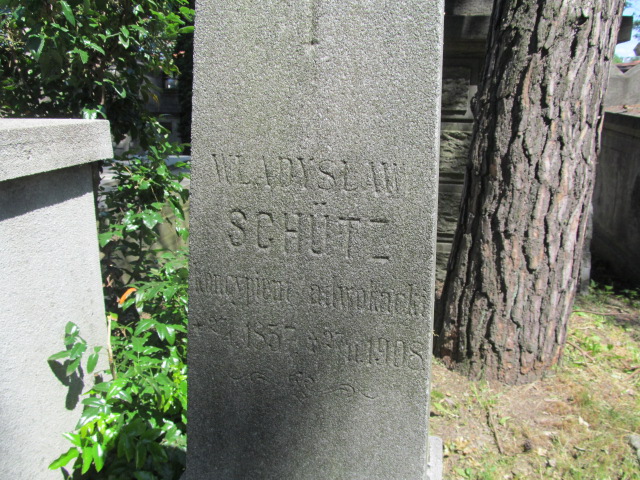 WŁADYSŁAW
SCHÜTZ
koncypient adwokacki
1857 1908